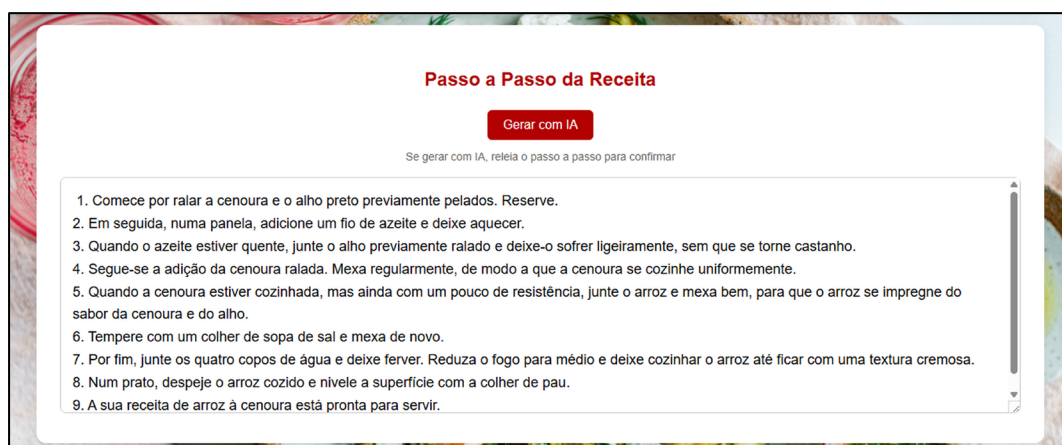 Passo a Passo da Receita
Gerar com IA
Se gerar com IA, releia o passo a passo para confirmar
1. Comece por ralar a cenoura e o alho preto previamente pelados. Reserve.
2. Em seguida, numa panela, adicione um fio de azeite e deixe aquecer.
3. Quando o azeite estiver quente, junte o alho previamente ralado e deixe-o sofrer ligeiramente, sem que se torne castanho.
4. Segue-se a adição da cenoura ralada. Mexa regularmente, de modo a que a cenoura se cozinhe uniformemente.
5. Quando a cenoura estiver cozinhada, mas ainda com um pouco de resistência, junte o arroz e mexa bem, para que o arroz se impregne do
sabor da cenoura e do alho.
6. Tempere com um colher de sopa de sal e mexa de novo.
7. Por fim, junte os quatro copos de água e deixe ferver. Reduza o fogo para médio e deixe cozinhar o arroz até ficar com uma textura cremosa.
8. Num prato, despeje o arroz cozido e nivele a superfície com a colher de pau.
9. A sua receita de arroz à cenoura está pronta para servir.